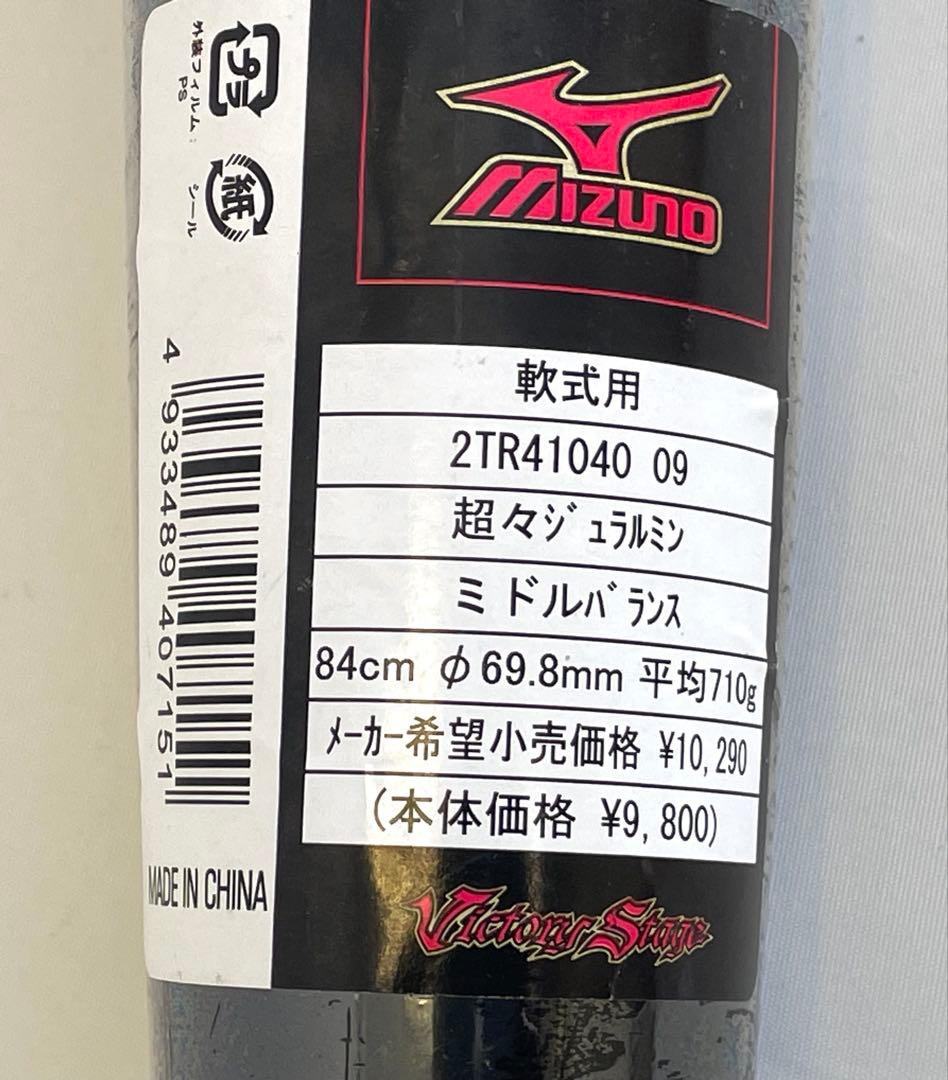 プラ
外装フィルム:
PS
紙
シール
MIZUNO
軟式用
2TR41040 09
超々ジュラルミン
ミドルバランス
84cm φ69.8mm 平均710g
メーカー希望小売価格 ¥10,290
(本体価格 ¥9,800)
4 933489 407151
MADE IN CHINA
Victory Stage